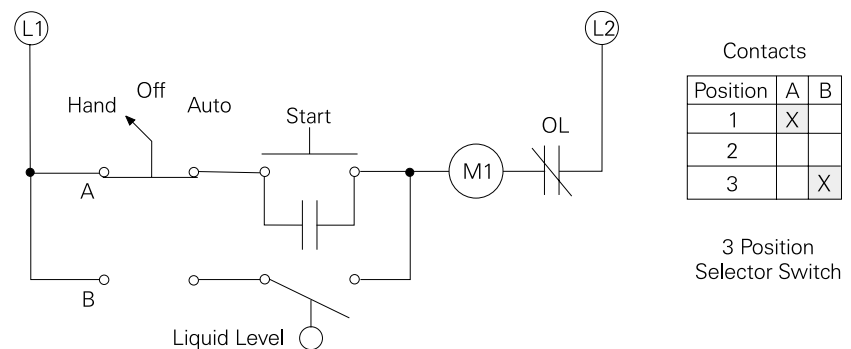 L1
L2
Hand
Off
Auto
Start
OL
M1
A
B
Liquid Level
Contacts
Position A B
1 X
2
3 X
3 Position
Selector Switch